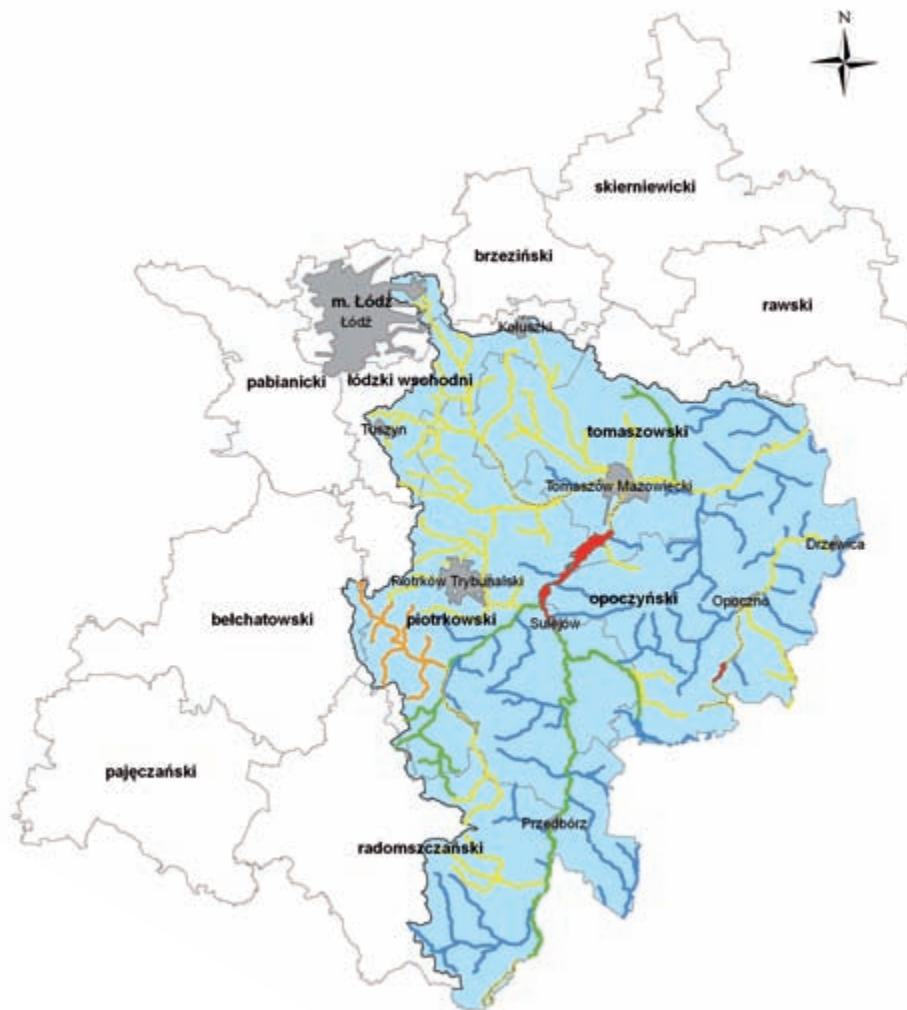 N
skierniewicki
brzeziński
rawski
m. Łódź
Łódź
Koluszki
pabianicki
łódzki wschodni
Tuszyn
tomaszowski
Tomaszów Mazowiecki
Drzewica
Piotrków Trybunalski
opoczyński
Opoczno
bełchatowski
piotrkowski
Sulejów
pajęczański
Przedbórz
radomszczański